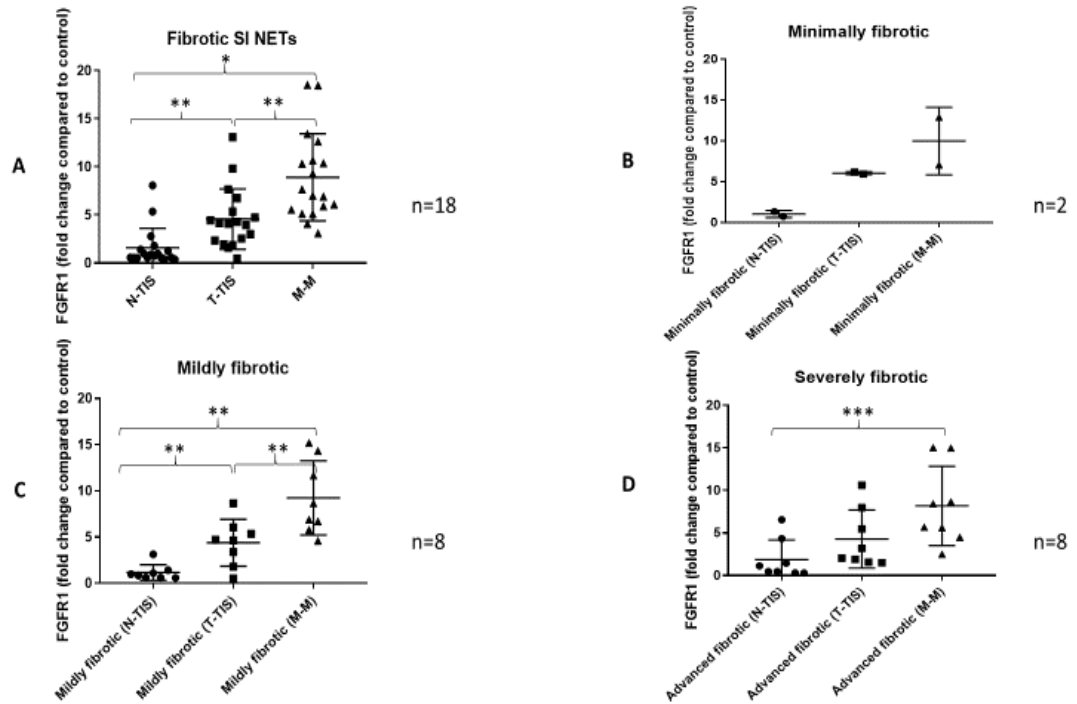 A
Fibrotic SI NETs
FGFR1 (fold change compared to control)
20
15
10
5
0
*
**
**
N-TIS
T-TIS
M-M
n=18
B
Minimally fibrotic
FGFR1 (fold change compared to control)
20
15
10
5
0
Minimally fibrotic (N-TIS)
Minimally fibrotic (T-TIS)
Minimally fibrotic (M-M)
n=2
C
Mildly fibrotic
FGFR1 (fold change compared to control)
20
15
10
5
0
**
**
**
Mildly fibrotic (N-TIS)
Mildly fibrotic (T-TIS)
Mildly fibrotic (M-M)
n=8
D
Severely fibrotic
FGFR1 (fold change compared to control)
20
15
10
5
0
***
Advanced fibrotic (N-TIS)
Advanced fibrotic (T-TIS)
Advanced fibrotic (M-M)
n=8